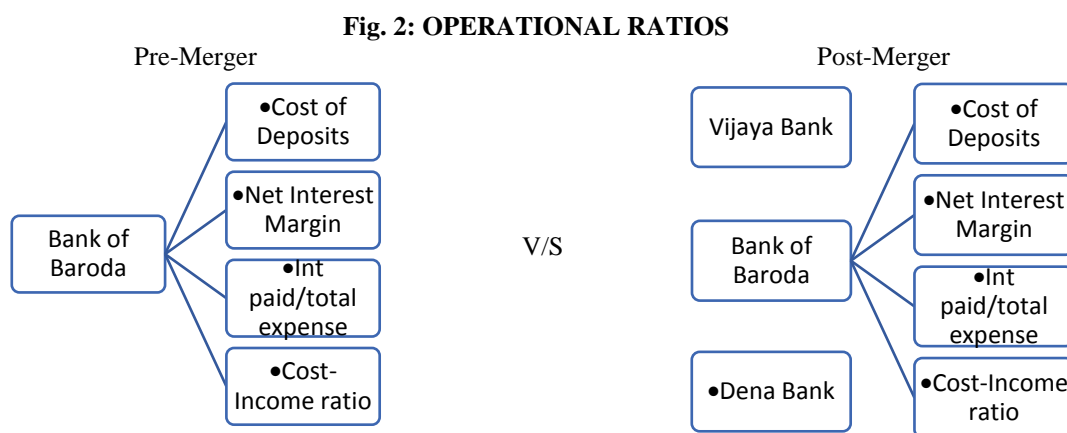 Fig. 2: OPERATIONAL RATIOS
Pre-Merger
Bank of
Baroda
•Cost of
Deposits
•Net Interest
Margin
•Int
paid/total
expense
•Cost-
Income ratio
V/S
Post-Merger
Vijaya Bank
Bank of
Baroda
•Dena Bank
•Cost of
Deposits
•Net Interest
Margin
•Int
paid/total
expense
•Cost-Income
ratio